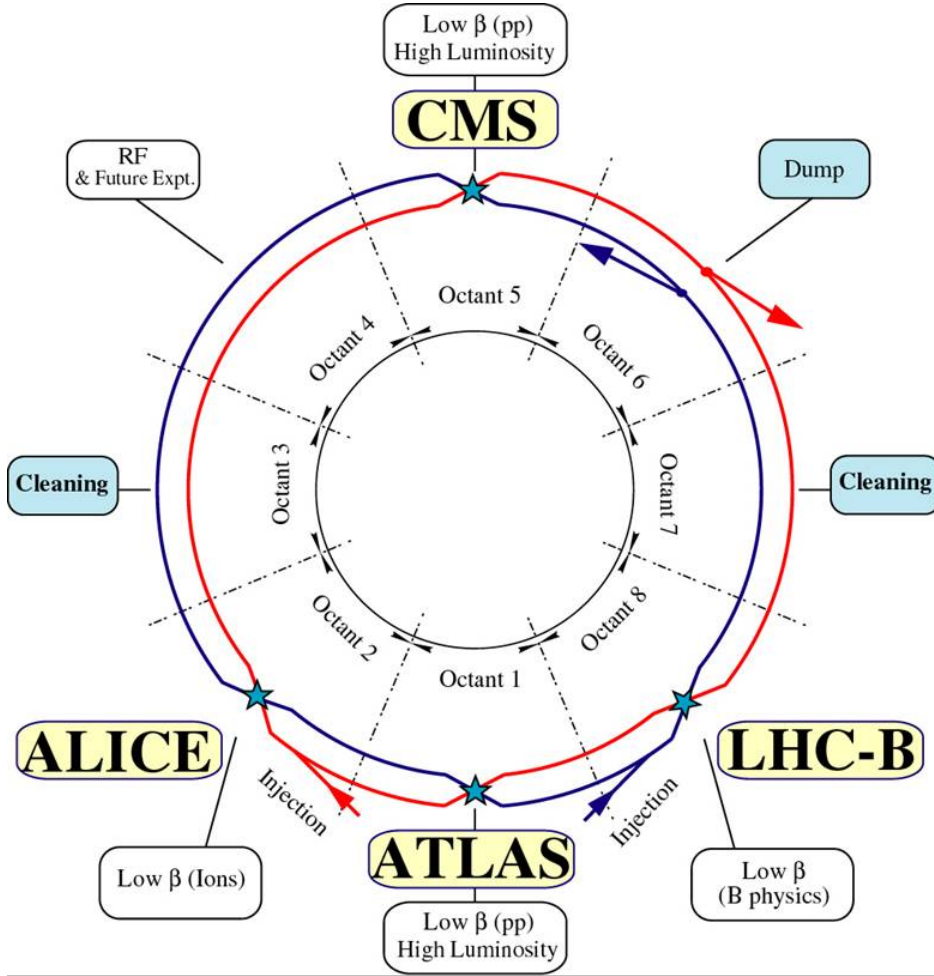 Low β (pp)
High Luminosity
CMS
RF
& Future Expt.
Dump
Octant 5
Octant 4
Octant 6
Cleaning
Octant 3
Octant 7
Cleaning
Octant 2
Octant 8
Octant 1
ALICE
LHC-B
Injection
Injection
ATLAS
Low β (Ions)
Low β
(B physics)
Low β (pp)
High Luminosity